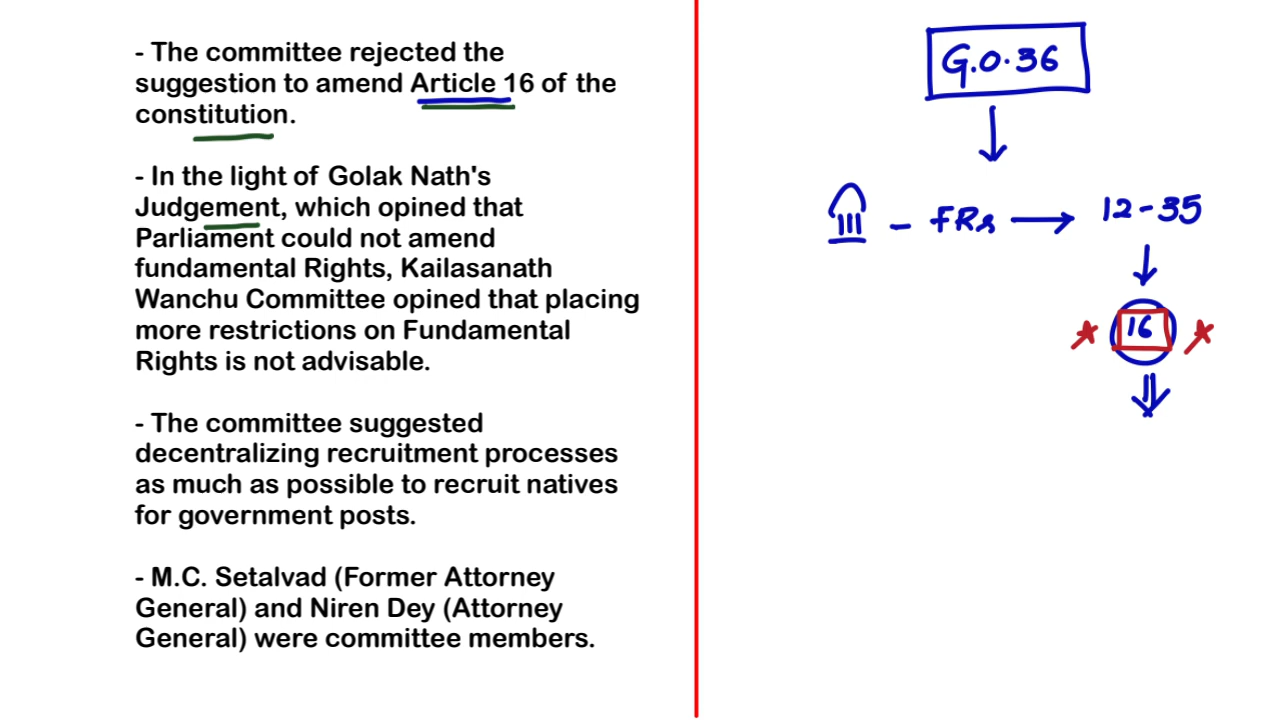 - The committee rejected the
suggestion to amend Article 16 of the
constitution.
- In the light of Golak Nath's
Judgement, which opined that
Parliament could not amend
fundamental Rights, Kailasanath
Wanchu Committee opined that placing
more restrictions on Fundamental
Rights is not advisable.
- The committee suggested
decentralizing recruitment processes
as much as possible to recruit natives
for government posts.
- M.C. Setalvad (Former Attorney
General) and Niren Dey (Attorney
General) were committee members.
G.O.36
- FRs → 12-35
16